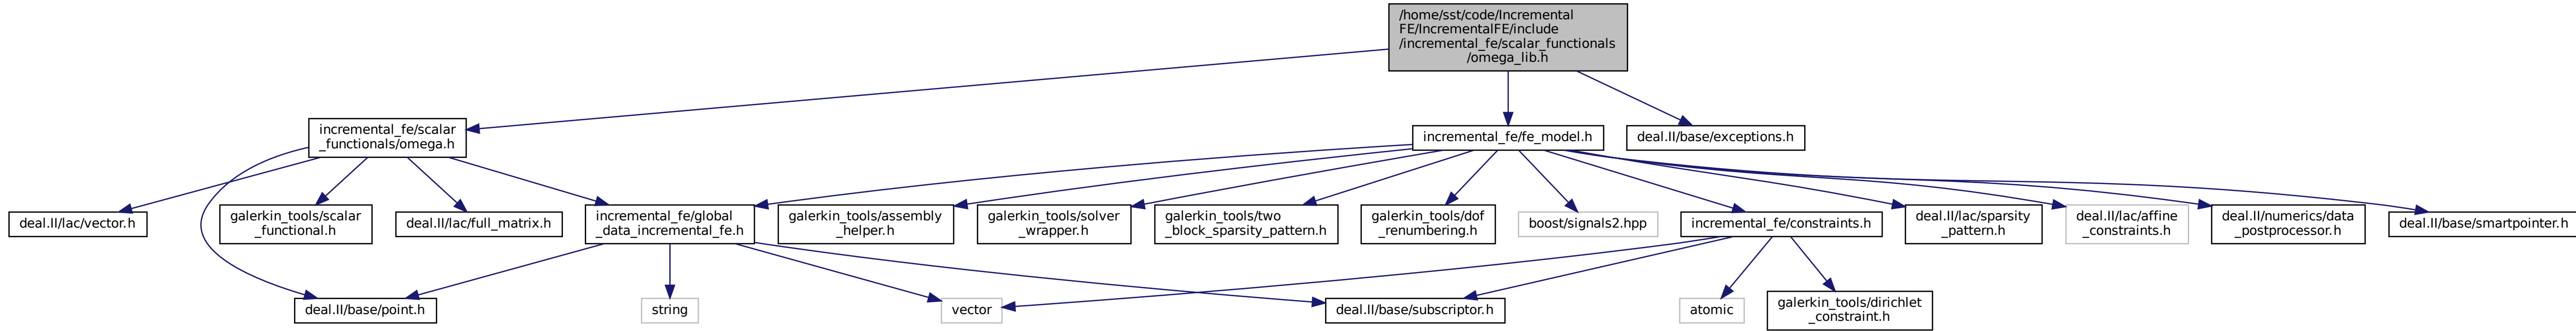 /home/sst/code/Incremental
FE/IncrementalFE/include
/incremental_fe/scalar_functionals
/omega_lib.h
incremental_fe/scalar
_functionals/omega.h
incremental_fe/fe_model.h
deal.II/base/exceptions.h
deal.II/lac/vector.h
galerkin_tools/scalar
_functional.h
deal.II/lac/full_matrix.h
incremental_fe/global
_data_incremental_fe.h
galerkin_tools/assembly
_helper.h
galerkin_tools/solver
_wrapper.h
galerkin_tools/two
_block_sparsity_pattern.h
galerkin_tools/dof
_renumbering.h
boost/signals2.hpp
incremental_fe/constraints.h
deal.II/lac/sparsity
_pattern.h
deal.II/lac/affine
_constraints.h
deal.II/numerics/data
_postprocessor.h
deal.II/base/smartpointer.h
deal.II/base/point.h
string
vector
deal.II/base/subscriptor.h
atomic
galerkin_tools/dirichlet
_constraint.h